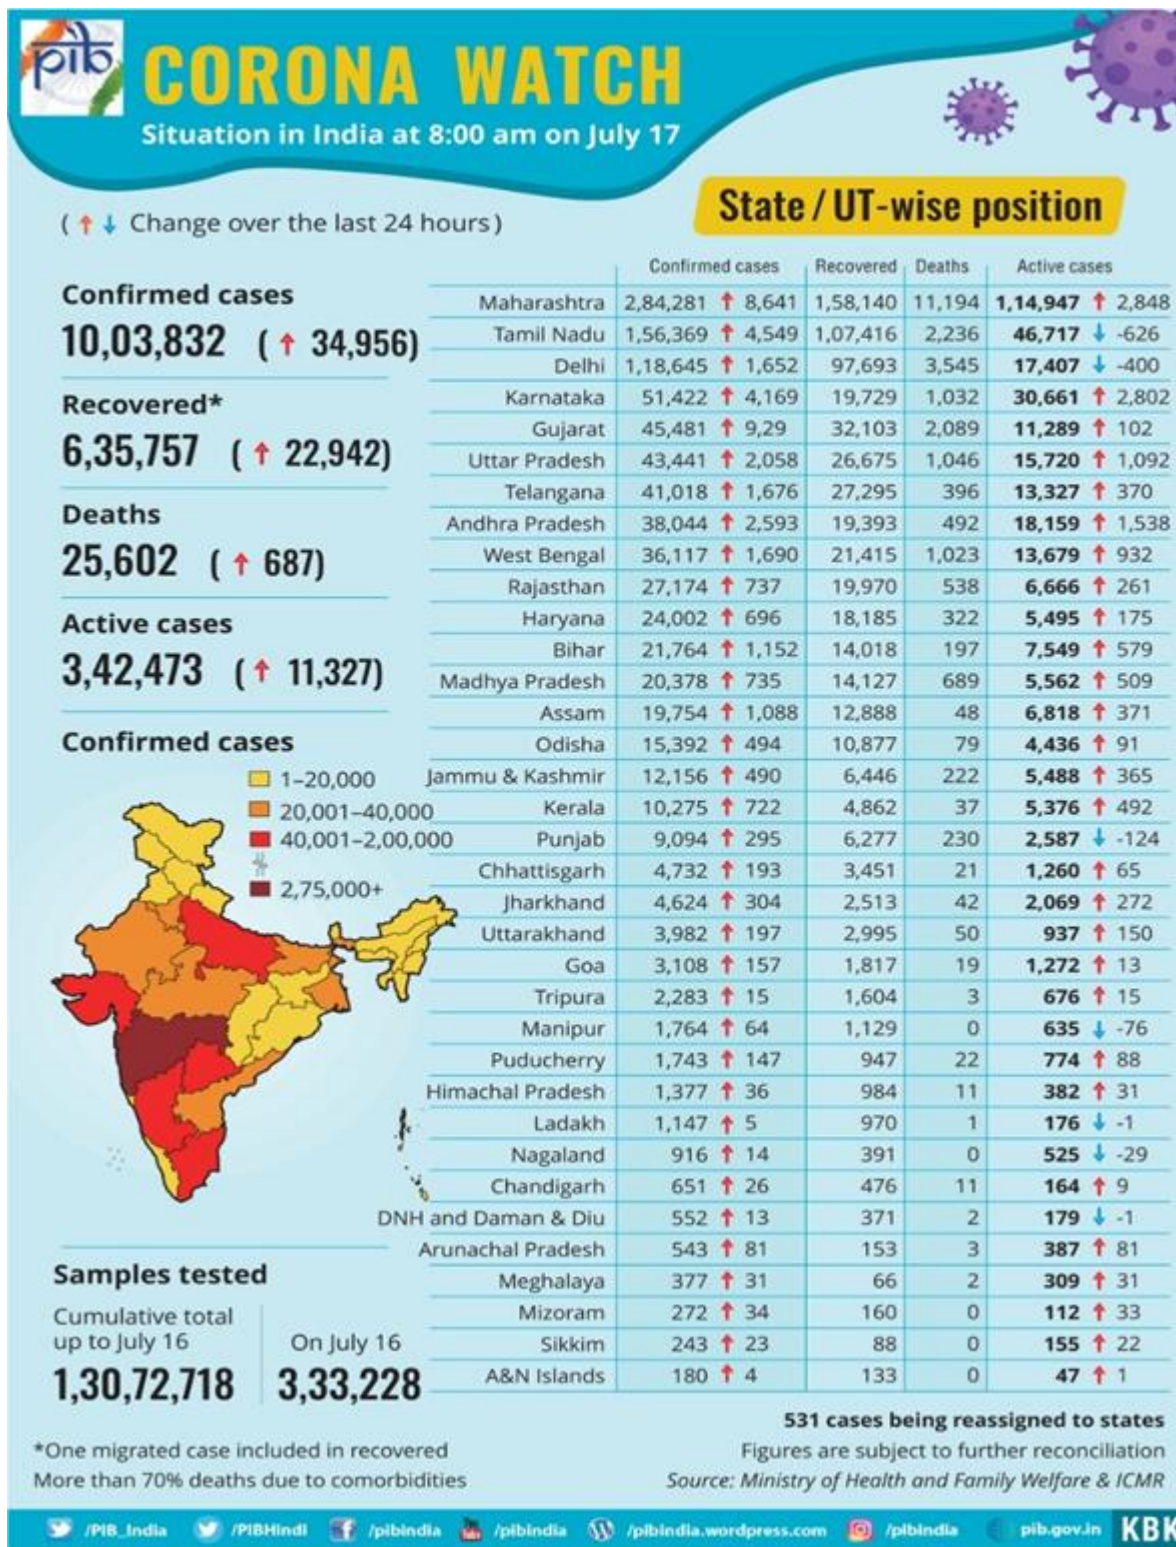 pib
CORONA WATCH
Situation in India at 8:00 am on July 17
(↑↓ Change over the last 24 hours)
Confirmed cases
10,03,832 (↑ 34,956)
Recovered*
6,35,757 (↑ 22,942)
Deaths
25,602 (↑ 687)
Active cases
3,42,473 (↑ 11,327)
Confirmed cases
1–20,000
20,001–40,000
40,001–2,00,000
2,75,000+
Samples tested
Cumulative total
up to July 16
1,30,72,718
On July 16
3,33,228
*One migrated case included in recovered
More than 70% deaths due to comorbidities
State / UT-wise position
Confirmed cases Recovered Deaths Active cases
Maharashtra 2,84,281 ↑ 8,641 1,58,140 11,194 1,14,947 ↑ 2,848
Tamil Nadu 1,56,369 ↑ 4,549 1,07,416 2,236 46,717 ↓ -626
Delhi 1,18,645 ↑ 1,652 97,693 3,545 17,407 ↓ -400
Karnataka 51,422 ↑ 4,169 19,729 1,032 30,661 ↑ 2,802
Gujarat 45,481 ↑ 9,29 32,103 2,089 11,289 ↑ 102
Uttar Pradesh 43,441 ↑ 2,058 26,675 1,046 15,720 ↑ 1,092
Telangana 41,018 ↑ 1,676 27,295 396 13,327 ↑ 370
Andhra Pradesh 38,044 ↑ 2,593 19,393 492 18,159 ↑ 1,538
West Bengal 36,117 ↑ 1,690 21,415 1,023 13,679 ↑ 932
Rajasthan 27,174 ↑ 737 19,970 538 6,666 ↑ 261
Haryana 24,002 ↑ 696 18,185 322 5,495 ↑ 175
Bihar 21,764 ↑ 1,152 14,018 197 7,549 ↑ 579
Madhya Pradesh 20,378 ↑ 735 14,127 689 5,562 ↑ 509
Assam 19,754 ↑ 1,088 12,888 48 6,818 ↑ 371
Odisha 15,392 ↑ 494 10,877 79 4,436 ↑ 91
Jammu & Kashmir 12,156 ↑ 490 6,446 222 5,488 ↑ 365
Kerala 10,275 ↑ 722 4,862 37 5,376 ↑ 492
Punjab 9,094 ↑ 295 6,277 230 2,587 ↓ -124
Chhattisgarh 4,732 ↑ 193 3,451 21 1,260 ↑ 65
Jharkhand 4,624 ↑ 304 2,513 42 2,069 ↑ 272
Uttarakhand 3,982 ↑ 197 2,995 50 937 ↑ 150
Goa 3,108 ↑ 157 1,817 19 1,272 ↑ 13
Tripura 2,283 ↑ 15 1,604 3 676 ↑ 15
Manipur 1,764 ↑ 64 1,129 0 635 ↓ -76
Puducherry 1,743 ↑ 147 947 22 774 ↑ 88
Himachal Pradesh 1,377 ↑ 36 984 11 382 ↑ 31
Ladakh 1,147 ↑ 5 970 1 176 ↓ -1
Nagaland 916 ↑ 14 391 0 525 ↓ -29
Chandigarh 651 ↑ 26 476 11 164 ↑ 9
DNH and Daman & Diu 552 ↑ 13 371 2 179 ↓ -1
Arunachal Pradesh 543 ↑ 81 153 3 387 ↑ 81
Meghalaya 377 ↑ 31 66 2 309 ↑ 31
Mizoram 272 ↑ 34 160 0 112 ↑ 33
Sikkim 243 ↑ 23 88 0 155 ↑ 22
A&N Islands 180 ↑ 4 133 0 47 ↑ 1
531 cases being reassigned to states
Figures are subject to further reconciliation
Source: Ministry of Health and Family Welfare & ICMR
/PIB_India /PIBHindi /pibindia /pibindia /pibindia.wordpress.com /pibindia pib.gov.in KBK